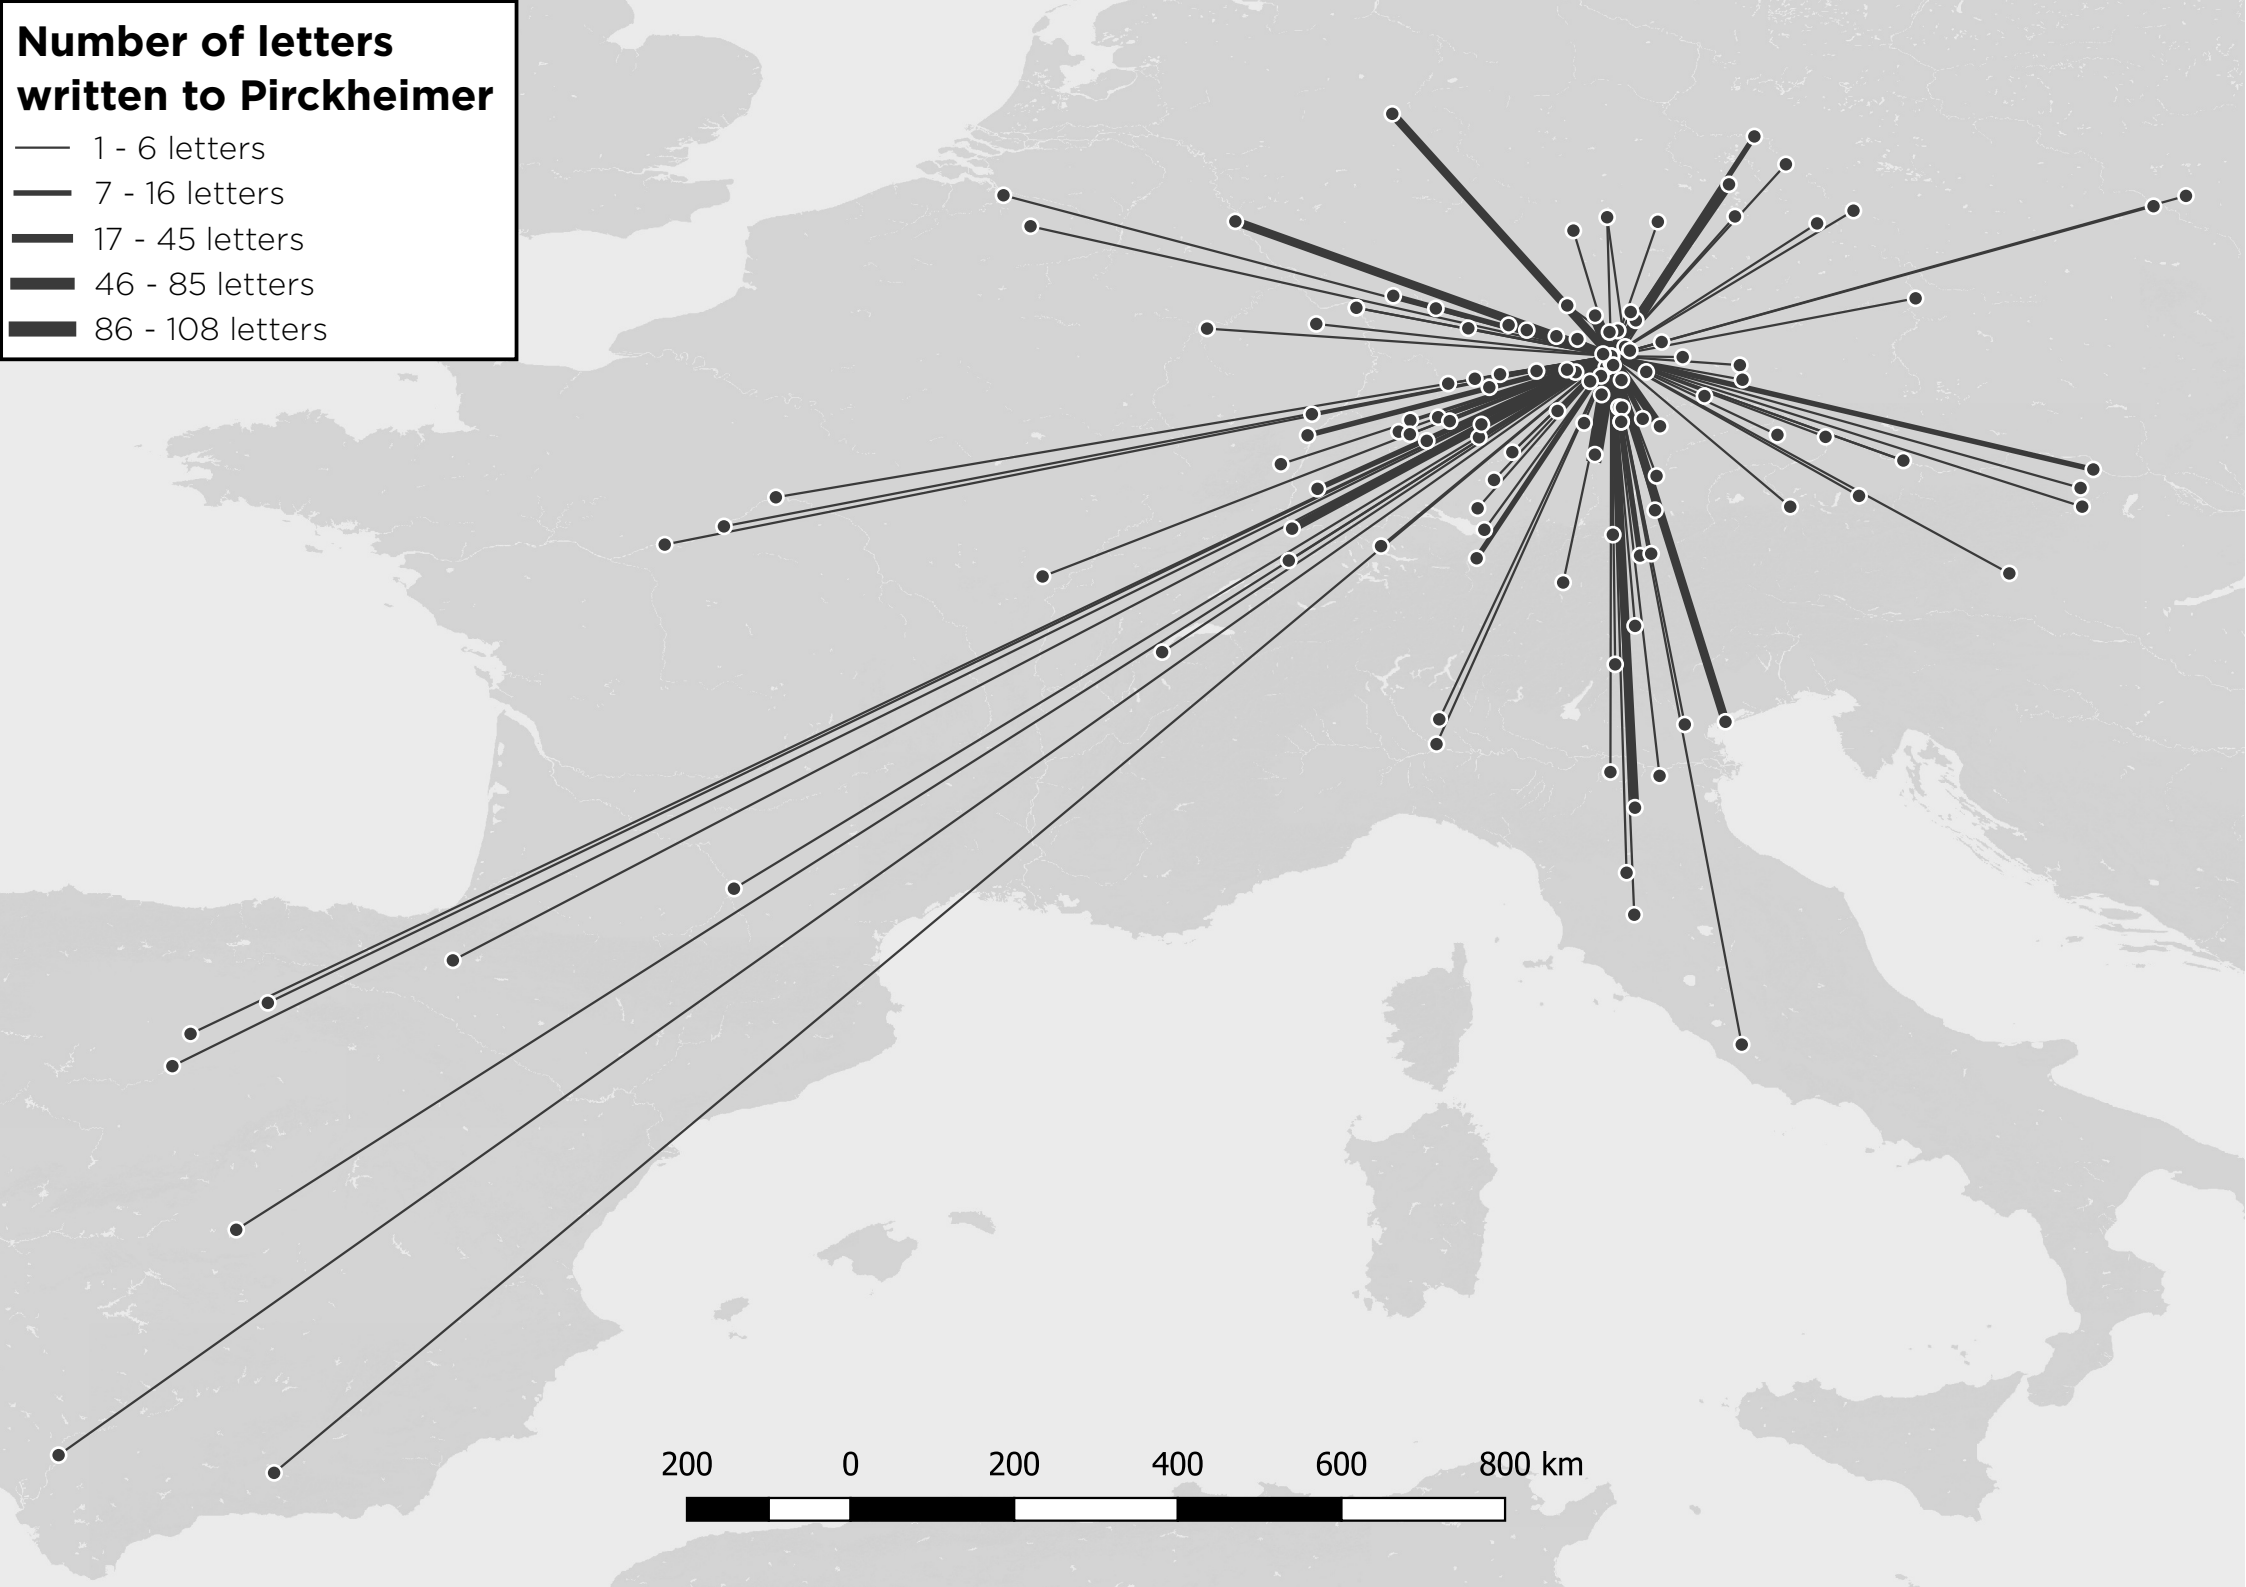 Number of letters
written to Pirckheimer
1 - 6 letters
7 - 16 letters
17 - 45 letters
46 - 85 letters
86 - 108 letters
200 0 200 400 600 800 km